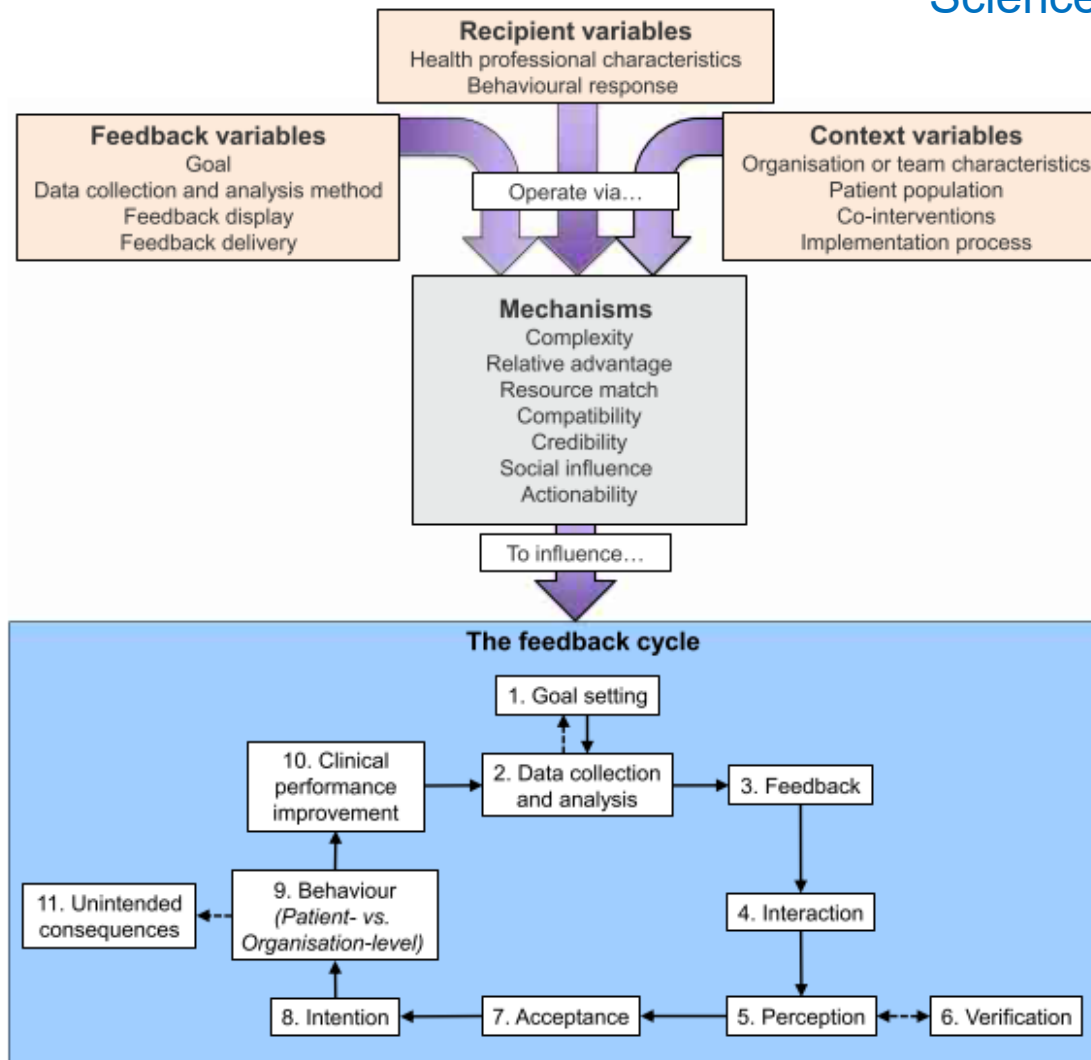 Science
Recipient variables
Health professional characteristics
Behavioural response
Feedback variables
Goal
Data collection and analysis method
Feedback display
Feedback delivery
Context variables
Organisation or team characteristics
Patient population
Co-interventions
Implementation process
Operate via…
Mechanisms
Complexity
Relative advantage
Resource match
Compatibility
Credibility
Social influence
Actionability
To influence…
The feedback cycle
1. Goal setting
2. Data collection
and analysis
3. Feedback
4. Interaction
5. Perception
6. Verification
7. Acceptance
8. Intention
9. Behaviour
(Patient- vs.
Organisation-level)
10. Clinical
performance
improvement
11. Unintended
consequences